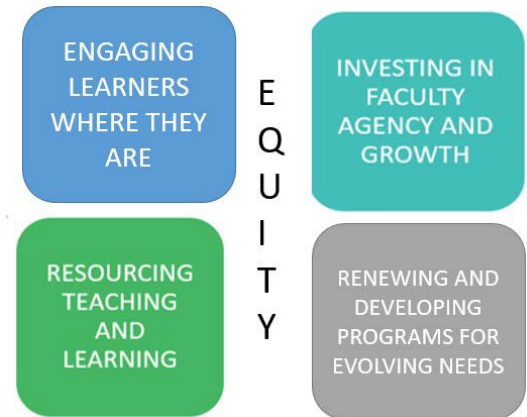 ENGAGING
LEARNERS
WHERE THEY
ARE
E
Q
U
I
T
Y
INVESTING IN
FACULTY
AGENCY AND
GROWTH
RESOURCING
TEACHING
AND
LEARNING
RENEWING AND
DEVELOPING
PROGRAMS FOR
EVOLVING NEEDS